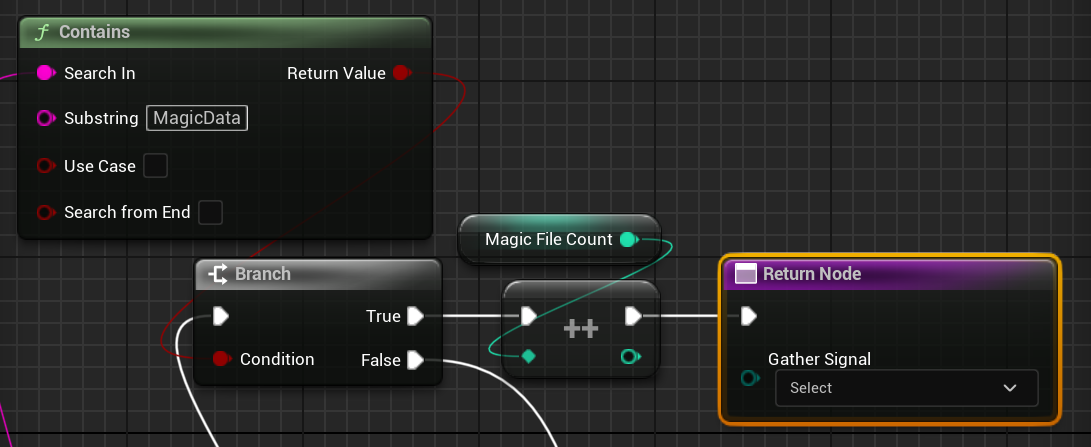 Contains
Search In
Return Value
Substring MagicData
Use Case
Search from End
Magic File Count
Branch
Return Node
True
++
Condition
False
Gather Signal
Select